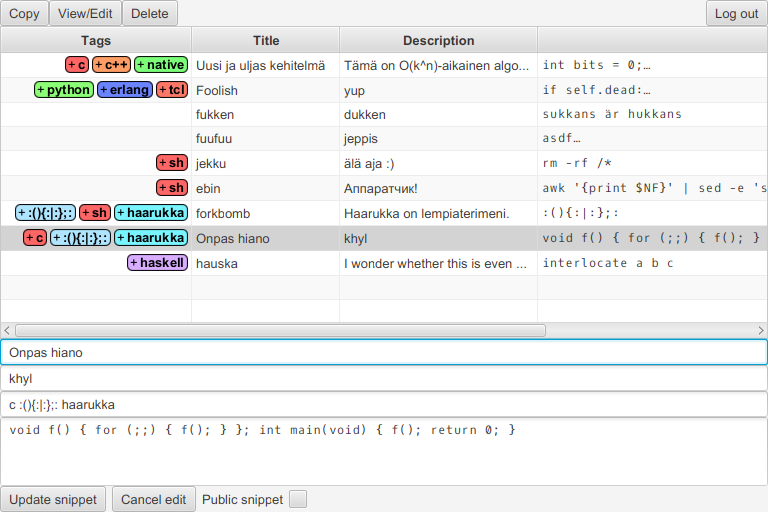 Copy View/Edit Delete Log out
Tags Title Description
+ c + c++ + native Uusi ja uljas kehitelmä Tämä on O(k^n)-aikainen algo... int bits = 0;…
+ python + erlang + tcl Foolish yup if self.dead:…
fukken dukken sukkans är hukkans
fuufuu jeppis asdf…
+ sh jekku älä aja :) rm -rf /*
+ sh ebin Аппаратчик! awk '{print $NF}' | sed -e 's
+ :(){:|:};: + sh + haarukka forkbomb Haarukka on lempiaterimeni. :(){:|:};:
+ c + :(){:|:};: + haarukka Onpas hiano khyl void f() { for (;;) { f(); }
+ haskell hauska I wonder whether this is even ... interlocate a b c
Onpas hiano
khyl
c :(){:|:};: haarukka
void f() { for (;;) { f(); } }; int main(void) { f(); return 0; }
Update snippet Cancel edit Public snippet